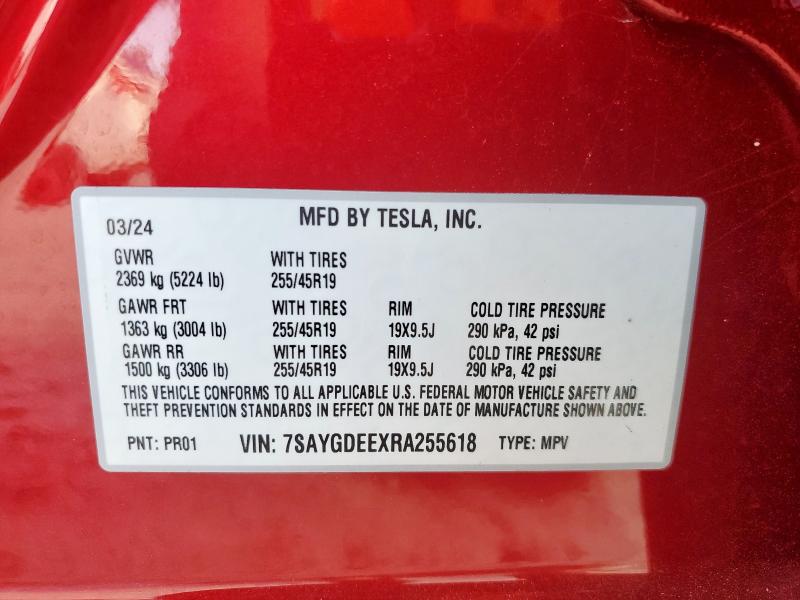 MFD BY TESLA, INC.
03/24
GVWR WITH TIRES
2369 kg (5224 lb) 255/45R19
GAWR FRT WITH TIRES RIM COLD TIRE PRESSURE
1363 kg (3004 lb) 255/45R19 19X9.5J 290 kPa, 42 psi
GAWR RR WITH TIRES RIM COLD TIRE PRESSURE
1500 kg (3306 lb) 255/45R19 19X9.5J 290 kPa, 42 psi
THIS VEHICLE CONFORMS TO ALL APPLICABLE U.S. FEDERAL MOTOR VEHICLE SAFETY AND
THEFT PREVENTION STANDARDS IN EFFECT ON THE DATE OF MANUFACTURE SHOWN ABOVE.
PNT: PR01 VIN: 7SAYGDEEXRA255618 TYPE: MPV